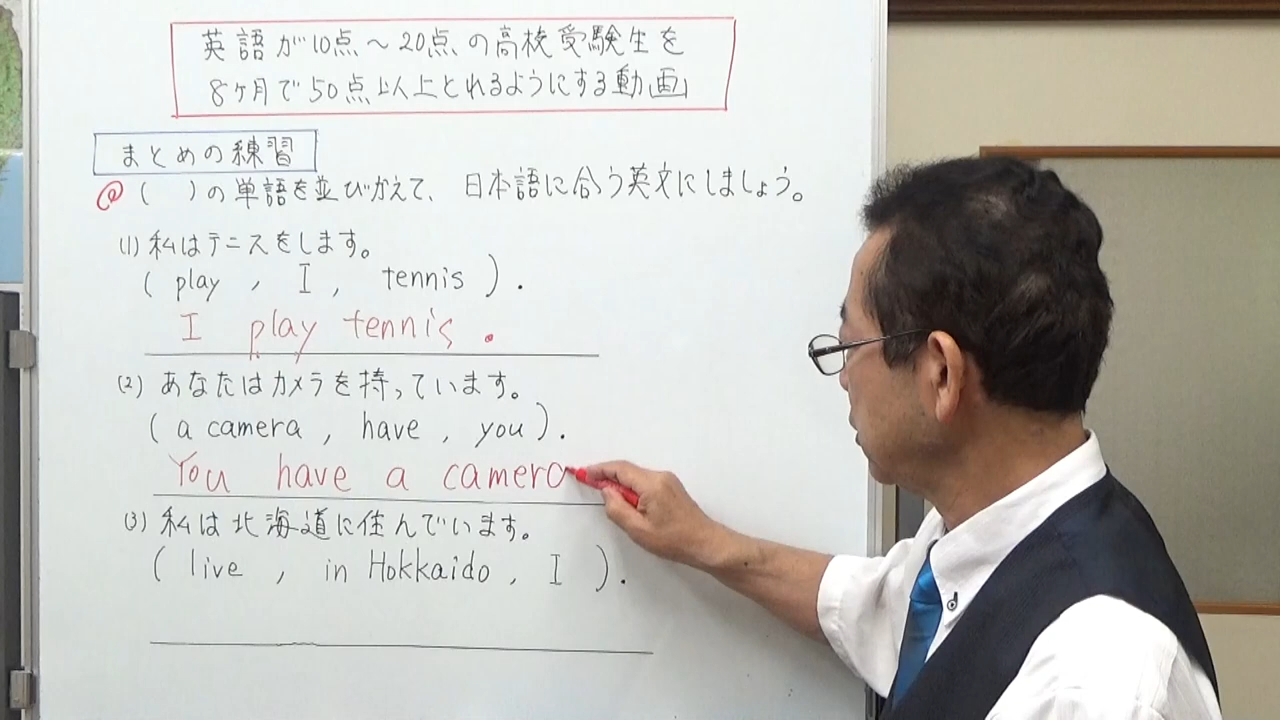 英語が10点～20点の高校受験生を
8ヶ月で50点以上とれるようにする動画
まとめの練習
@ (　)の単語を並びかえて、日本語に合う英文にしましょう。
(1) 私はテニスをします。
( play , I , tennis ).
I play tennis.
(2) あなたはカメラを持っています。
( a camera , have , you ).
You have a camera
(3) 私は北海道に住んでいます。
( live , in Hokkaido , I ).